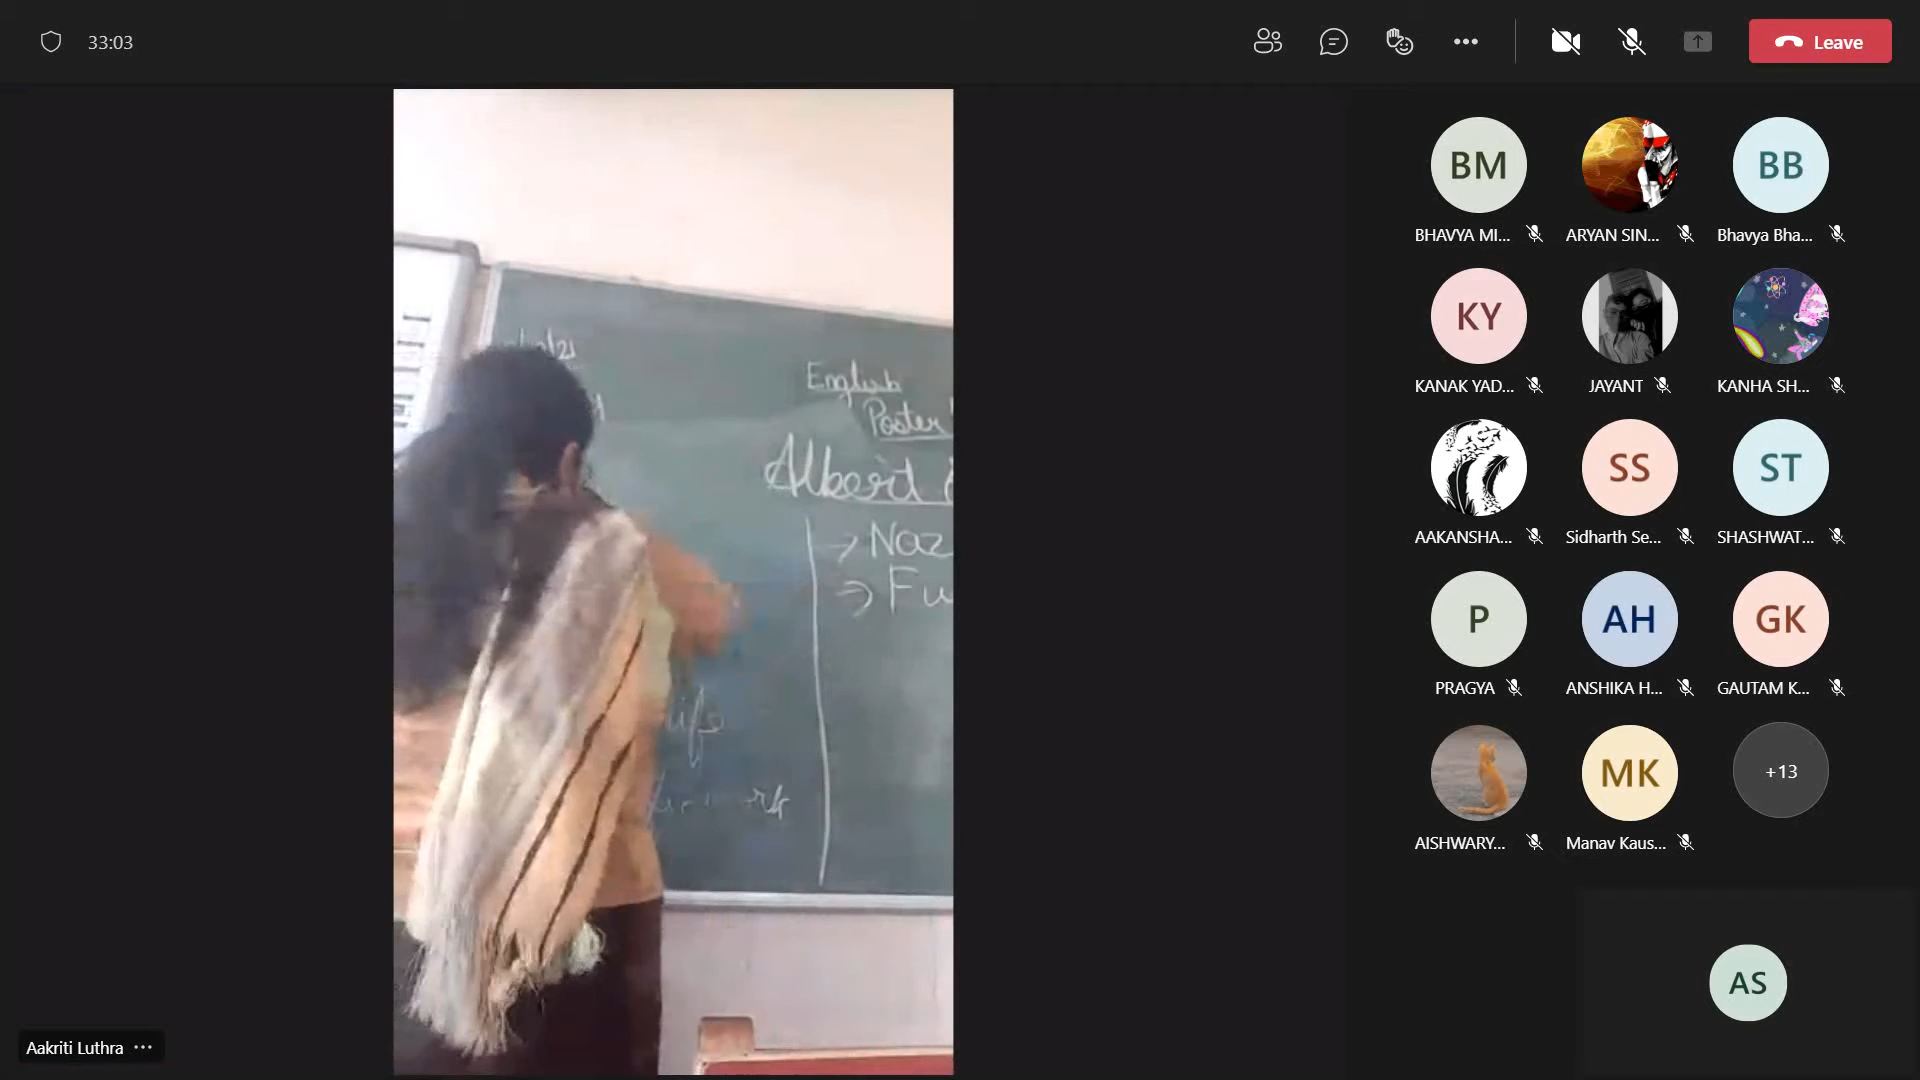 33:03
Leave
English
Poster
Albert
→ Naz
→ Fu
BM
BB
BHAVYA MI...
ARYAN SIN...
Bhavya Bha...
KY
KANAK YAD...
JAYANT
KANHA SH...
SS
ST
AAKANSHA...
Sidharth Se...
SHASHWAT...
P
AH
GK
PRAGYA
ANSHIKA H...
GAUTAM K...
MK
+13
AISHWARY...
Manav Kaus...
AS
Aakriti Luthra